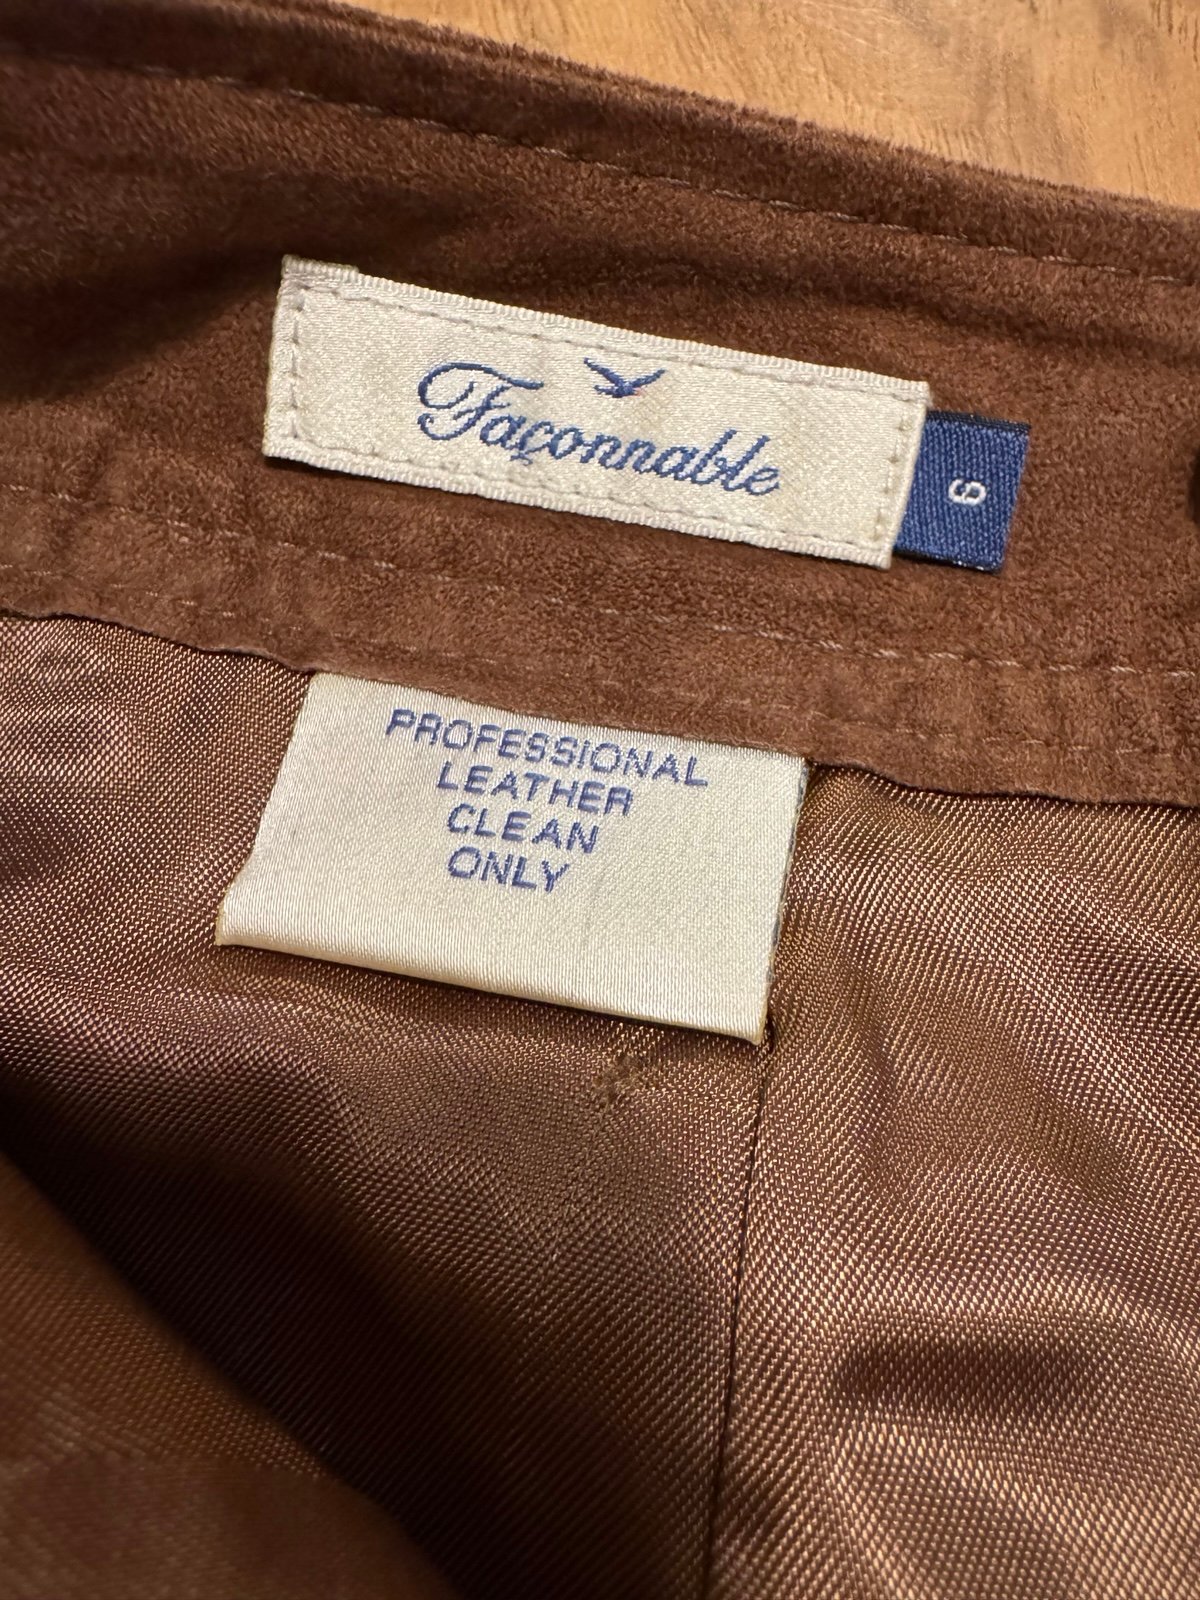 Façonnable
6
PROFESSIONAL
LEATHER
CLEAN
ONLY